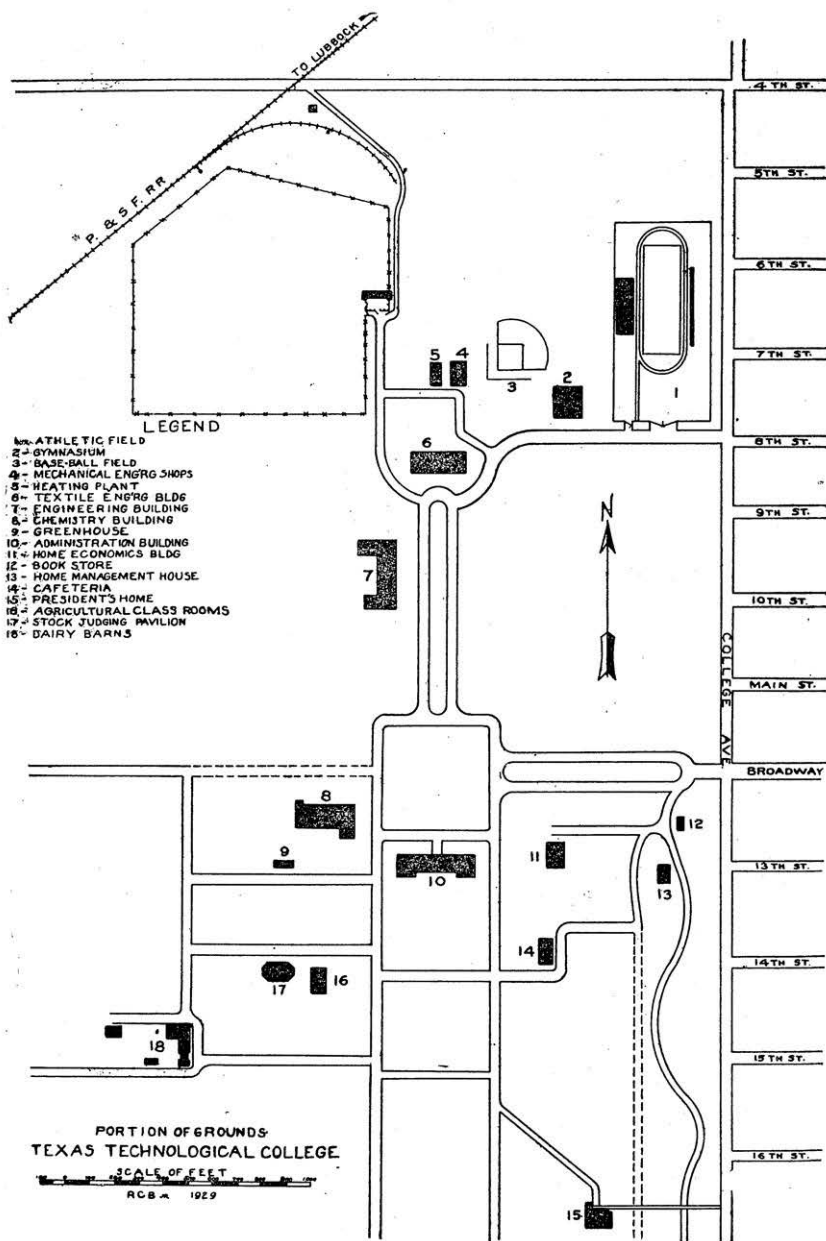 TO LUBBOCK
P. & S. F. RR
4 TH ST.
5TH ST.
6TH ST.
7TH ST.
8TH ST.
9TH ST.
10TH ST.
MAIN ST.
BROADWAY
13TH ST.
14TH ST.
15TH ST.
16TH ST.
COLLEGE AVE
N
1
2
3
4
5
6
7
8
9
10
11
12
13
14
15
16
17
18
LEGEND
ATHLETIC FIELD
2- GYMNASIUM
3- BASE-BALL FIELD
4- MECHANICAL ENG'RG SHOPS
5- HEATING PLANT
6- TEXTILE ENG'RG BLDG
7- ENGINEERING BUILDING
8- CHEMISTRY BUILDING
9- GREENHOUSE
10- ADMINISTRATION BUILDING
11- HOME ECONOMICS BLDG
12- BOOK STORE
13- HOME MANAGEMENT HOUSE
14- CAFETERIA
15- PRESIDENT'S HOME
16- AGRICULTURAL CLASS ROOMS
17- STOCK JUDGING PAVILION
18- DAIRY BARNS
PORTION OF GROUNDS
TEXAS TECHNOLOGICAL COLLEGE
SCALE OF FEET
RCB 1929